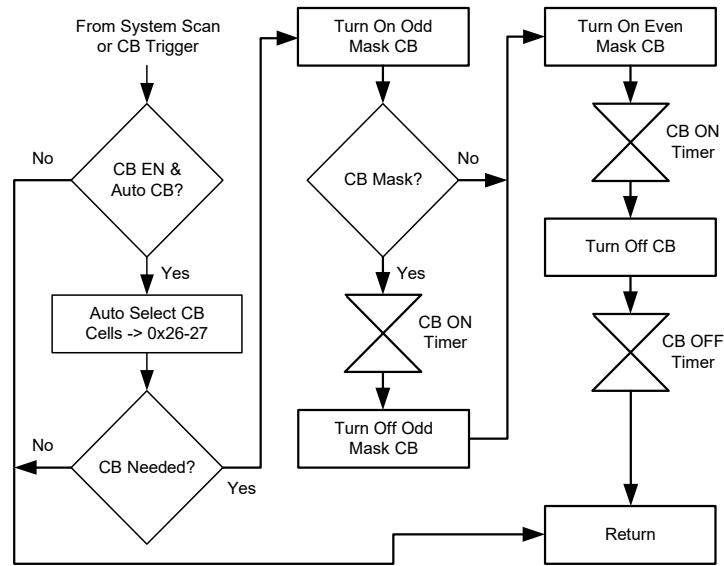 From System Scan
or CB Trigger
No
CB EN &
Auto CB?
Yes
Auto Select CB
Cells -> 0x26-27
No
CB Needed?
Yes
Turn On Odd
Mask CB
CB Mask?
No
Yes
CB ON
Timer
Turn Off Odd
Mask CB
Turn On Even
Mask CB
CB ON
Timer
Turn Off CB
CB OFF
Timer
Return